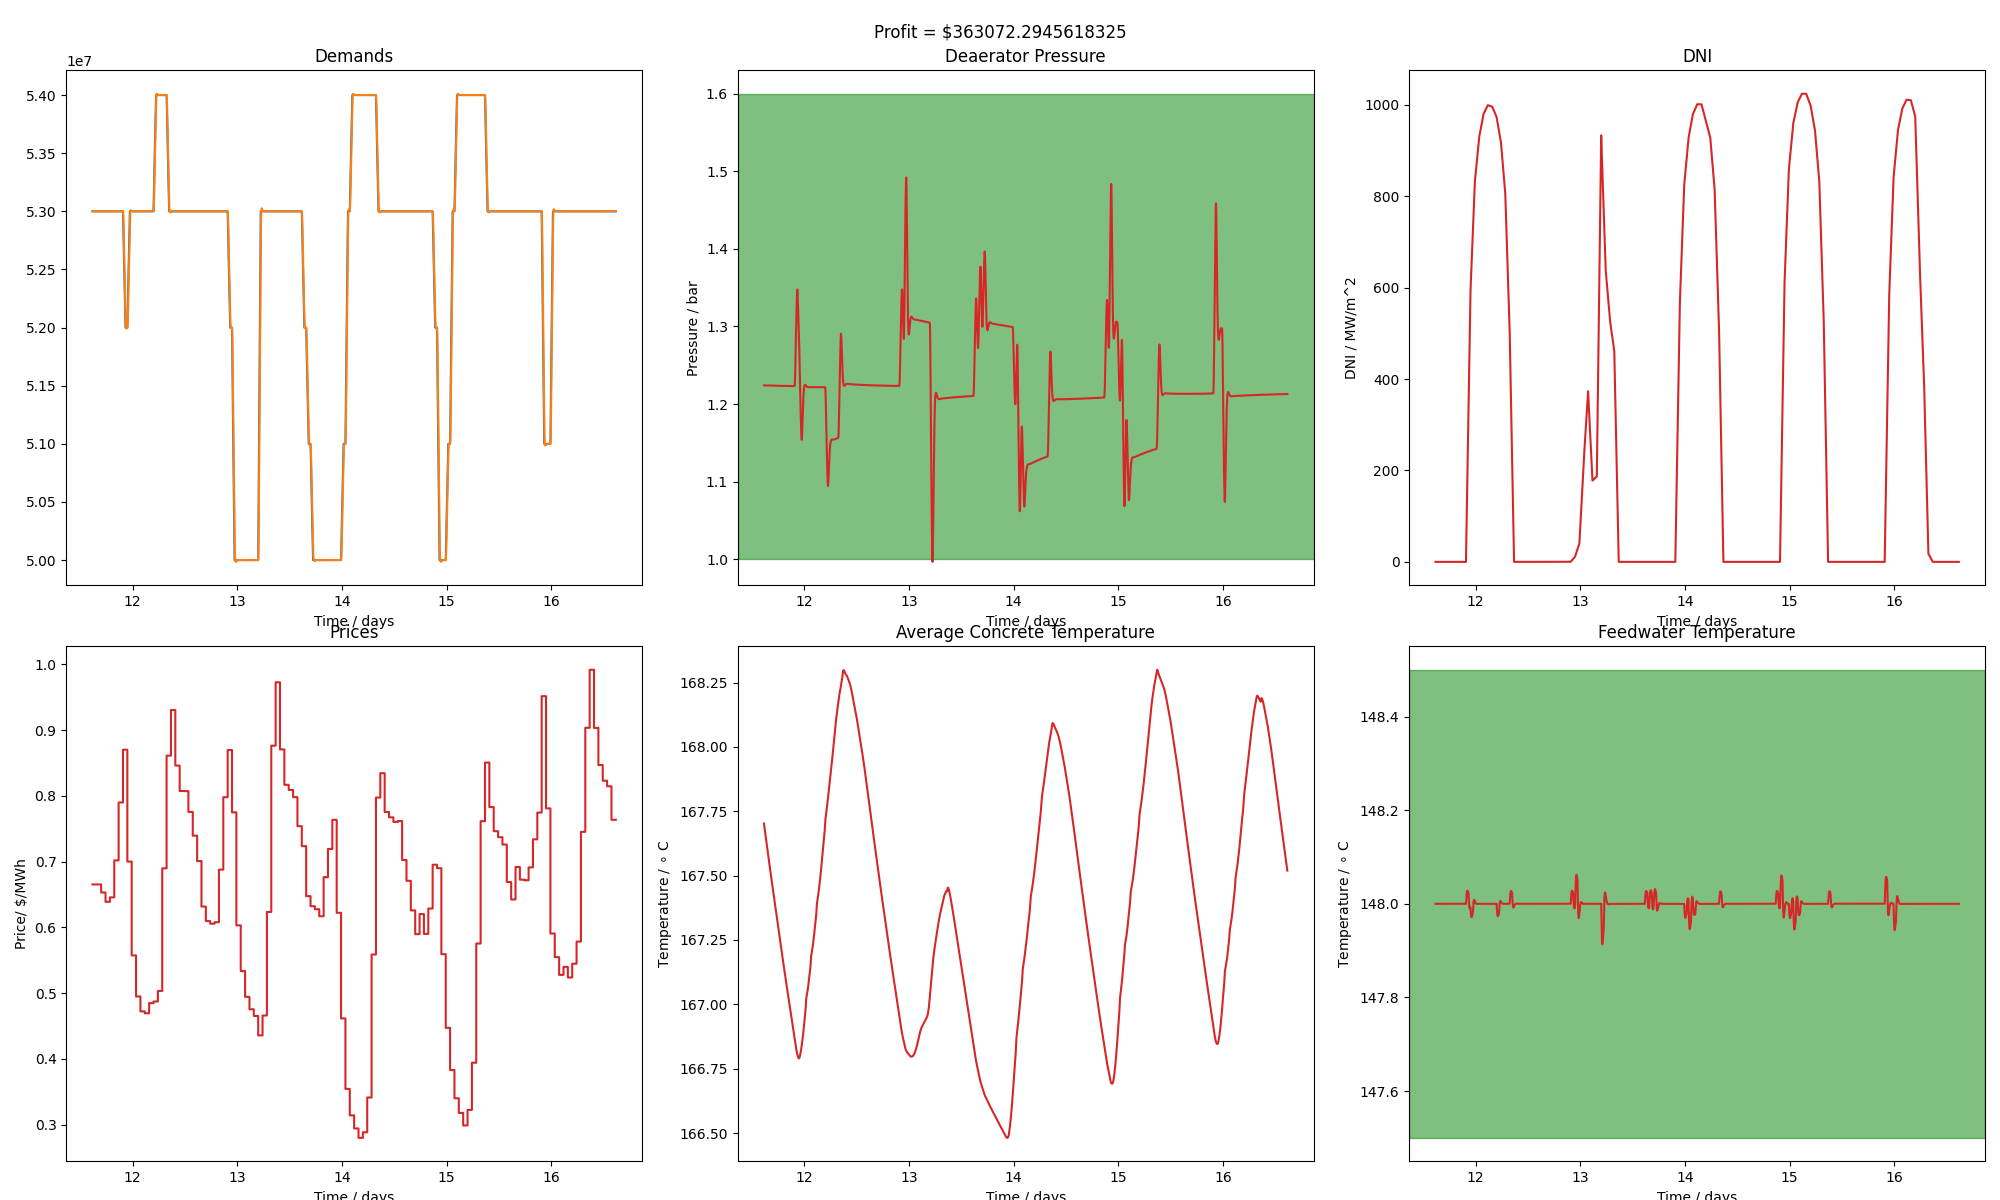 Profit = $363072.2945618325
Demands
1e7
5.40
5.35
5.30
5.25
5.20
5.15
5.10
5.05
5.00
12 13 14 15 16
Time / days
Deaerator Pressure
Pressure / bar
1.6
1.5
1.4
1.3
1.2
1.1
1.0
12 13 14 15 16
Time / days
DNI
DNI / MW/m^2
1000
800
600
400
200
0
12 13 14 15 16
Time / days
Prices
Price/ $/MWh
1.0
0.9
0.8
0.7
0.6
0.5
0.4
0.3
12 13 14 15 16
Time / days
Average Concrete Temperature
Temperature / ∘ C
168.25
168.00
167.75
167.50
167.25
167.00
166.75
166.50
12 13 14 15 16
Time / days
Feedwater Temperature
Temperature / ∘ C
148.4
148.2
148.0
147.8
147.6
12 13 14 15 16
Time / days